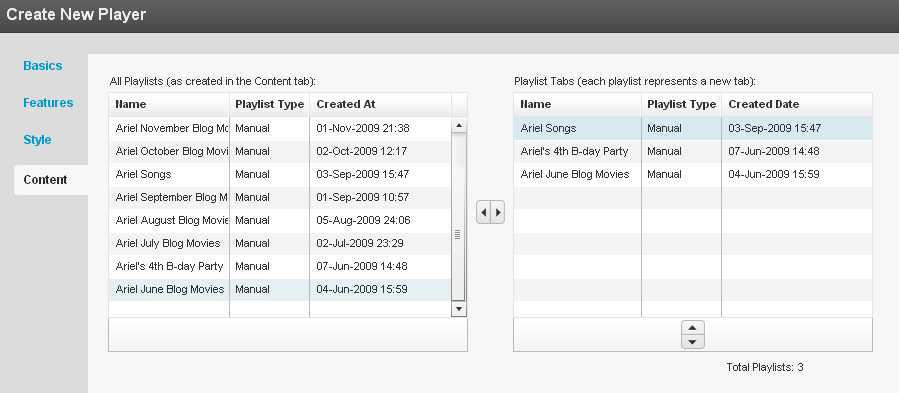 Create New Player
Basics
Features
Style
Content
All Playlists (as created in the Content tab):
Name Playlist Type Created At
Ariel November Blog Mo Manual 01-Nov-2009 21:38
Ariel October Blog Movi Manual 02-Oct-2009 12:17
Ariel Songs Manual 03-Sep-2009 15:47
Ariel September Blog M Manual 01-Sep-2009 10:57
Ariel August Blog Movie Manual 05-Aug-2009 24:06
Ariel July Blog Movies Manual 02-Jul-2009 23:29
Ariel's 4th B-day Party Manual 07-Jun-2009 14:48
Ariel June Blog Movies Manual 04-Jun-2009 15:59
Playlist Tabs (each playlist represents a new tab):
Name Playlist Type Created Date
Ariel Songs Manual 03-Sep-2009 15:47
Ariel's 4th B-day Party Manual 07-Jun-2009 14:48
Ariel June Blog Movies Manual 04-Jun-2009 15:59
Total Playlists: 3